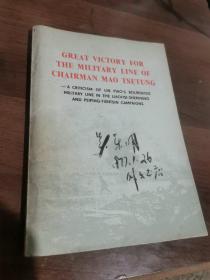 GREAT VICTORY FOR
THE MILITARY LINE OF
CHAIRMAN MAO TSETUNG
—A CRITICISM OF LIN PIAO'S BOURGEOIS
MILITARY LINE IN THE LIAOHSI-SHENYANG
AND PEIPING-TIENTSIN CAMPAIGNS